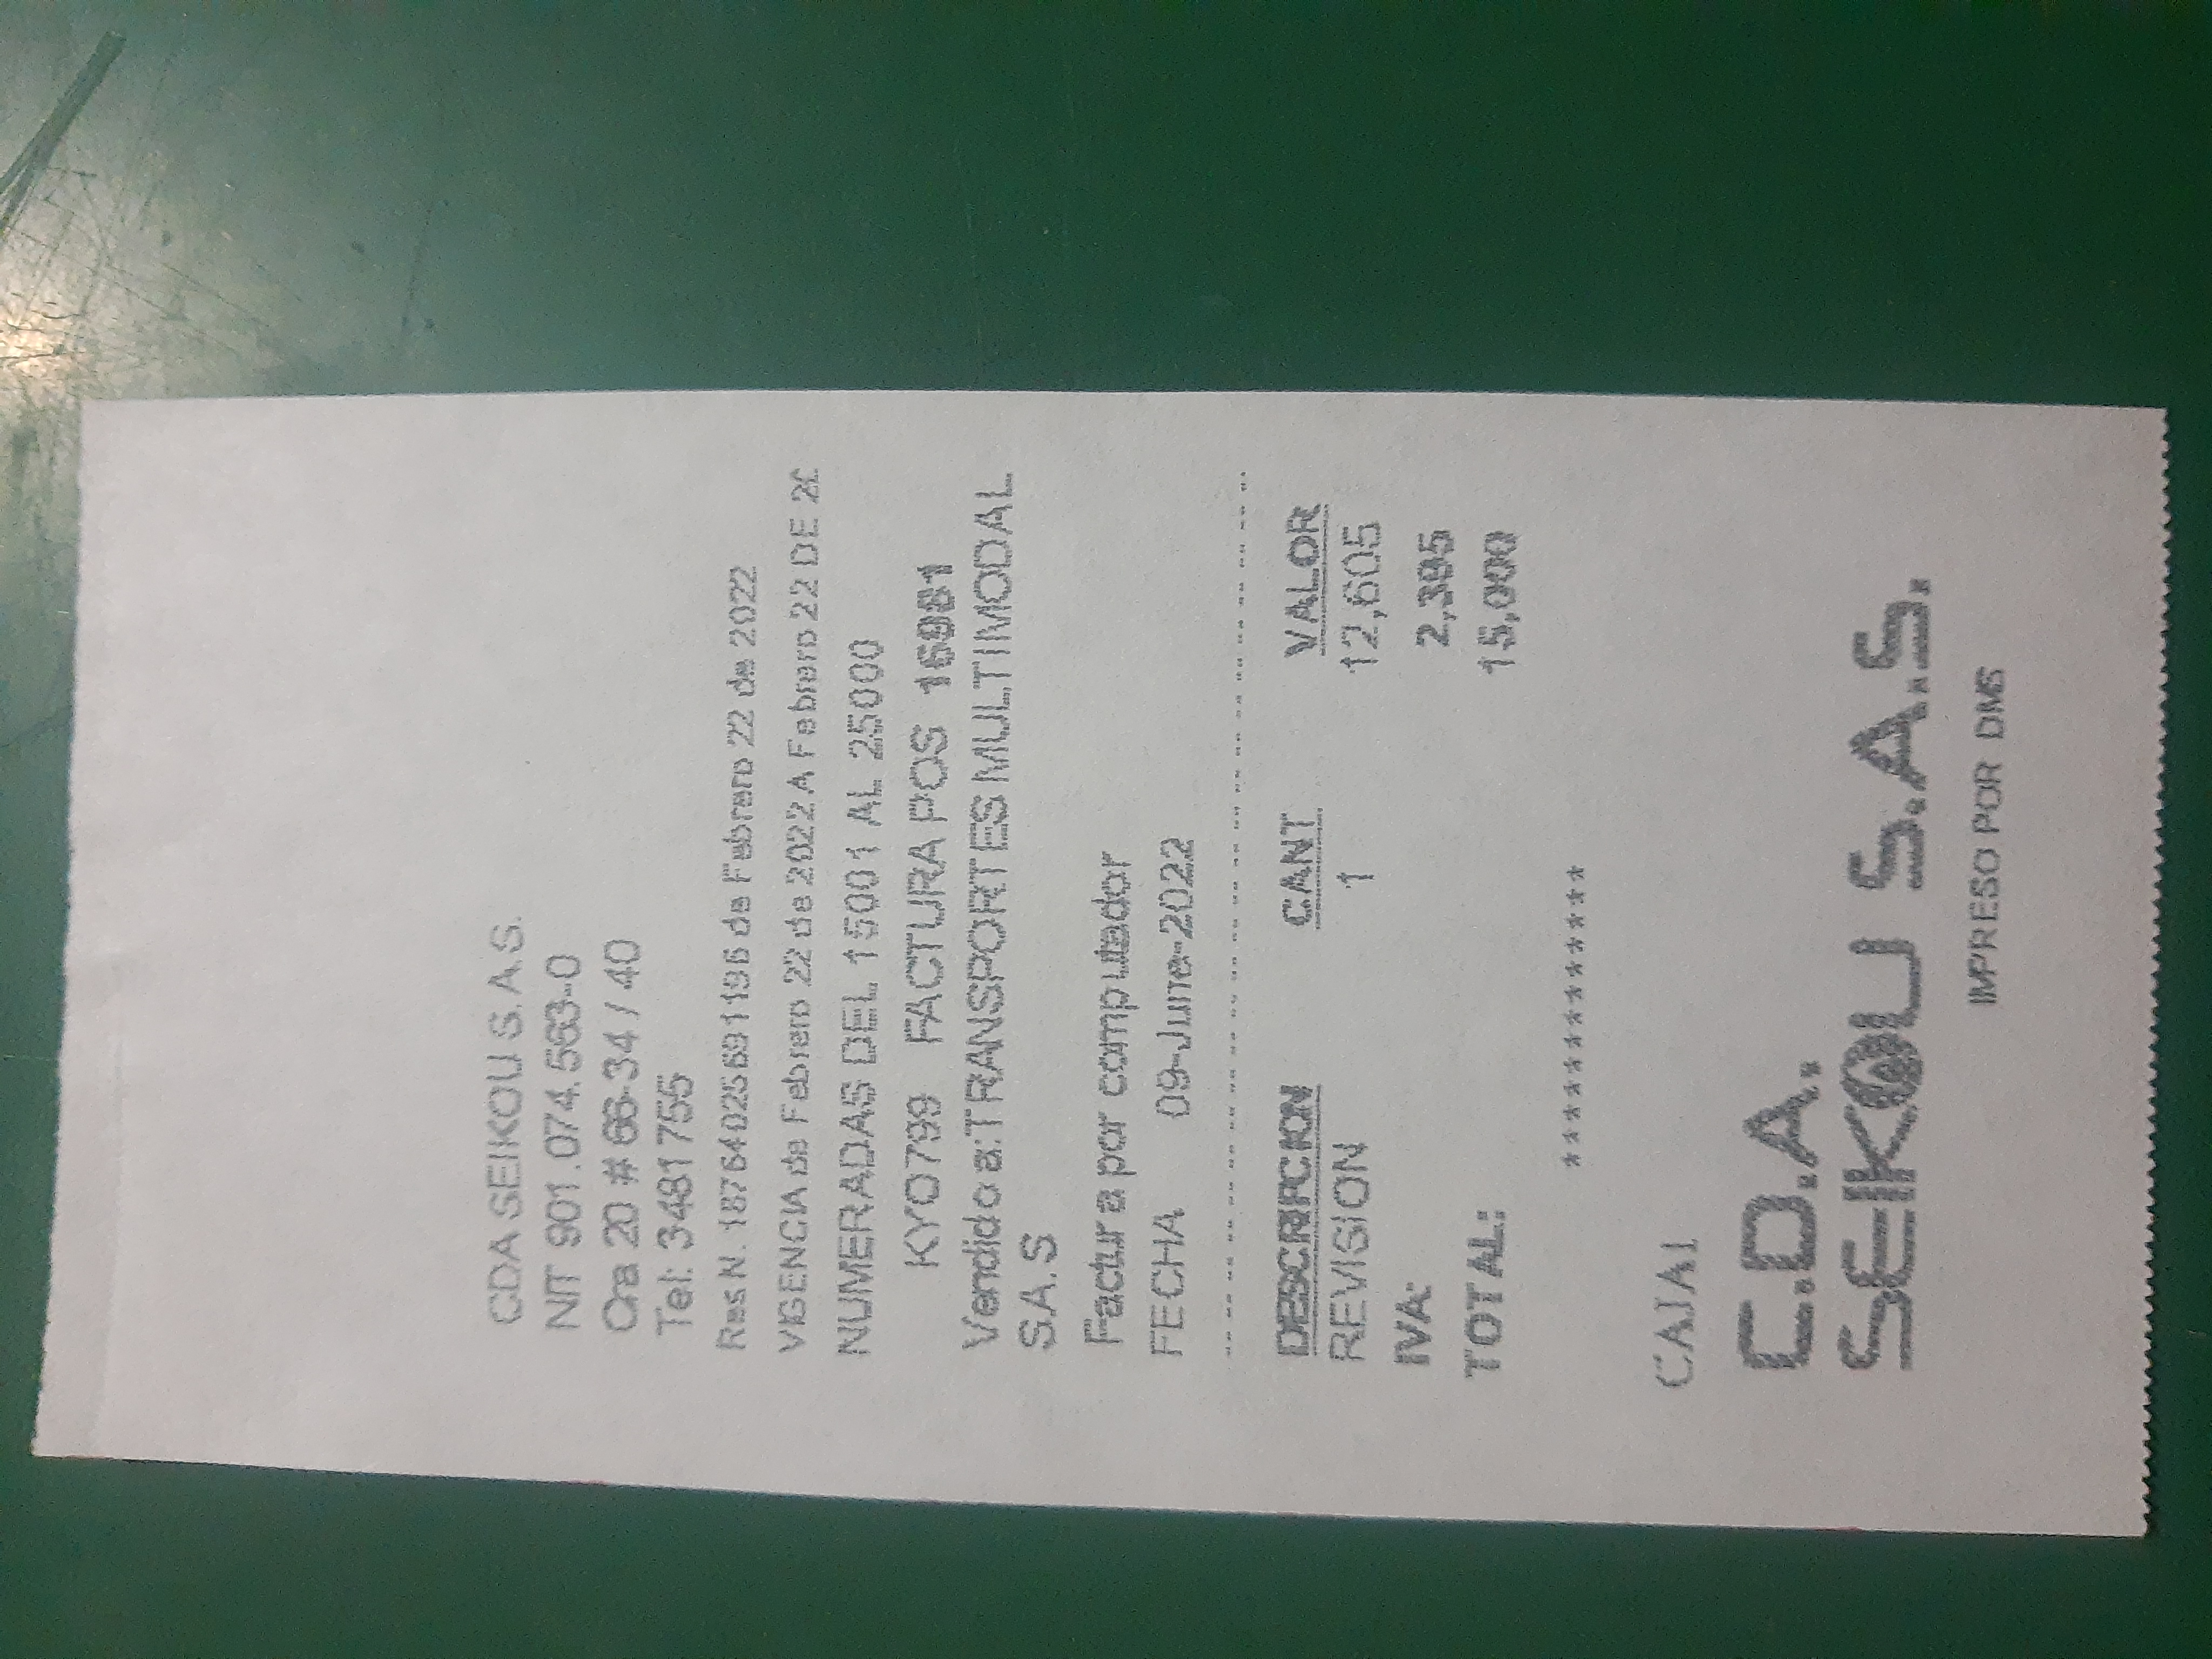 CDA SEIKOU S.A.S.
NIT 901.074.563-0
Cra 20 # 66-34 / 40
Tel: 3481755
Res N. 18764025691196 de Febrero 22 de 2022
VIGENCIA de Febrero 22 de 2022 A Febrero 22 DE 20
NUMERADAS DEL 15001 AL 25000
KYO799 FACTURA POS
Vendido a:TRANSPORTES MULTIMODAL
S.A.S
Factura por computador
FECHA 09-June-2022
DESCRIPCION CANT VALOR
REVISION 1 12,605
IVA: 2,395
TOTAL: 15,000
***************
CAJA1
C.D.A.
SEIKOU S.A.S.
IMPRESO POR DMS